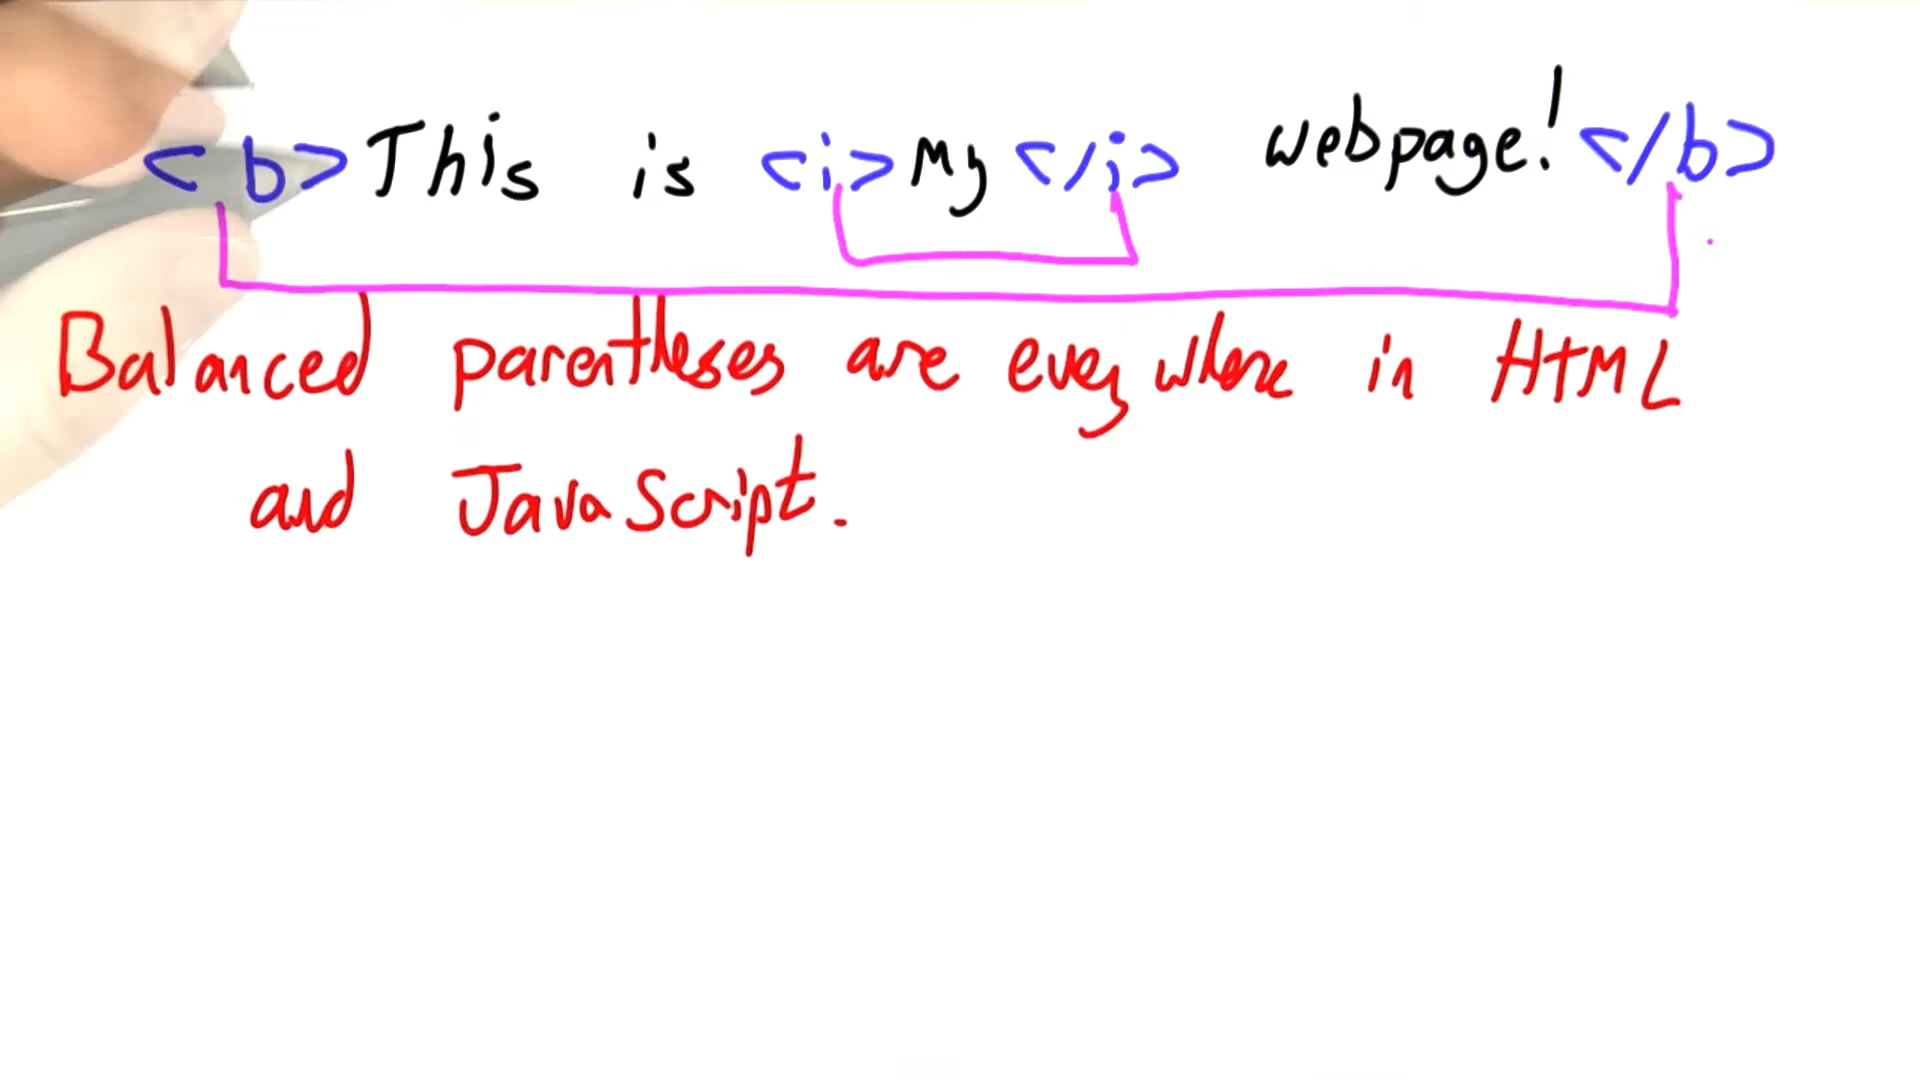 <b>This is <i>My</i> webpage!</b>
Balanced parentheses are everywhere in HTML
and JavaScript.